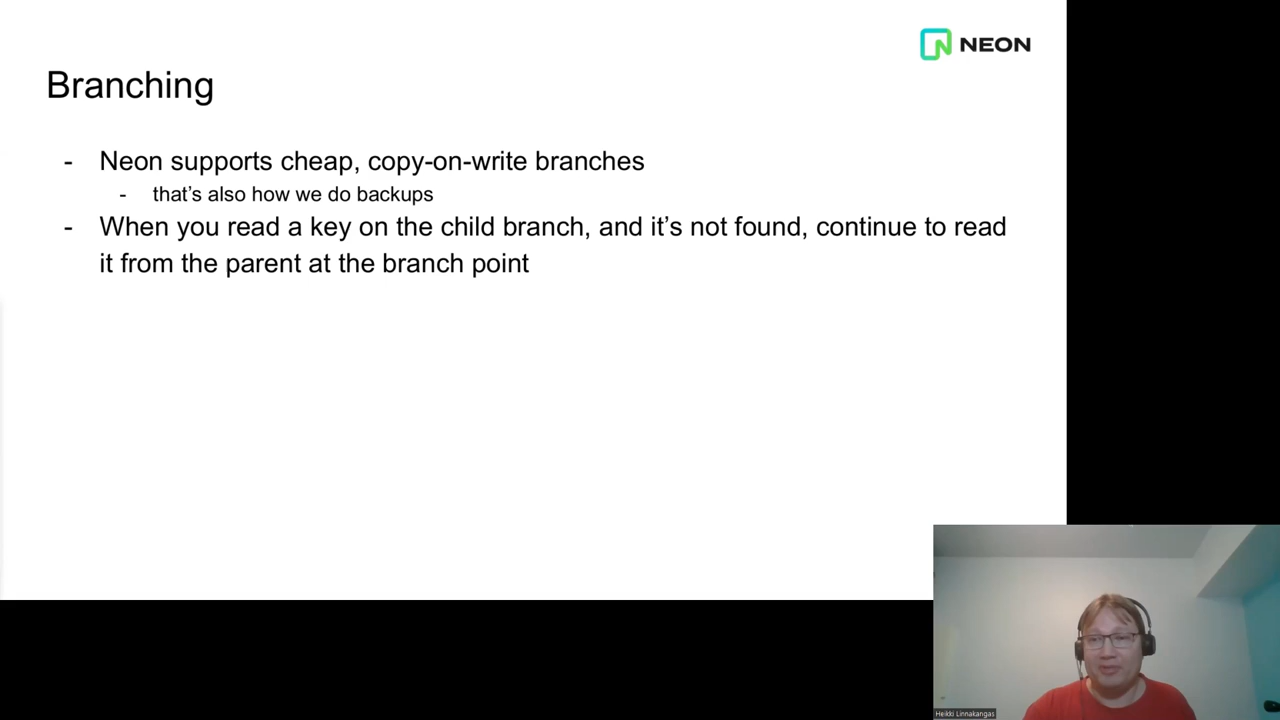 NEON
Branching
- Neon supports cheap, copy-on-write branches
- that's also how we do backups
- When you read a key on the child branch, and it's not found, continue to read
it from the parent at the branch point
Heikki Linnakangas